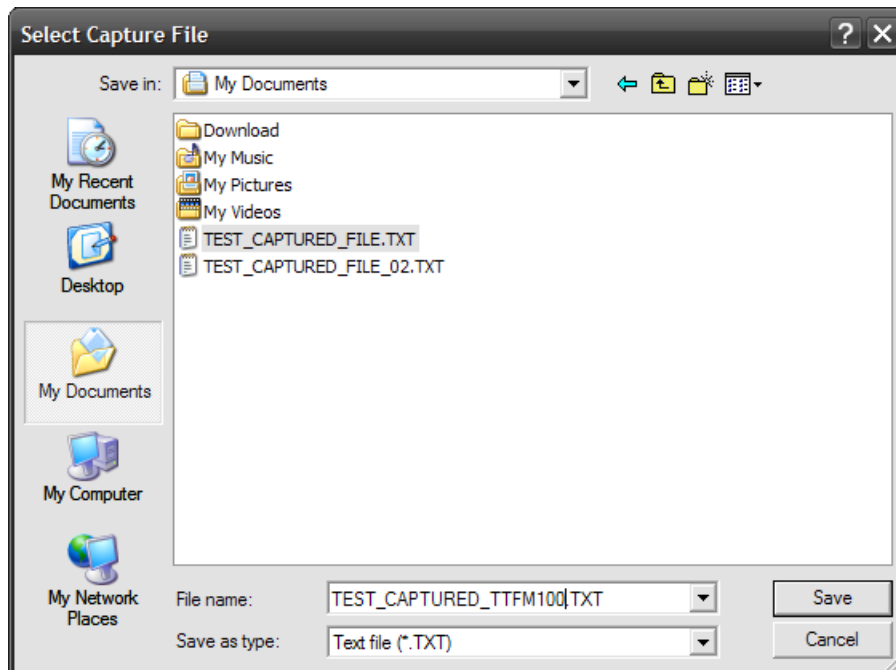 Select Capture File
Save in:
My Documents
Download
My Music
My Pictures
My Videos
TEST_CAPTURED_FILE.TXT
TEST_CAPTURED_FILE_02.TXT
My Recent
Documents
Desktop
My Documents
My Computer
My Network
Places
File name:
TEST_CAPTURED_TTFM100.TXT
Save
Save as type:
Text file (*.TXT)
Cancel